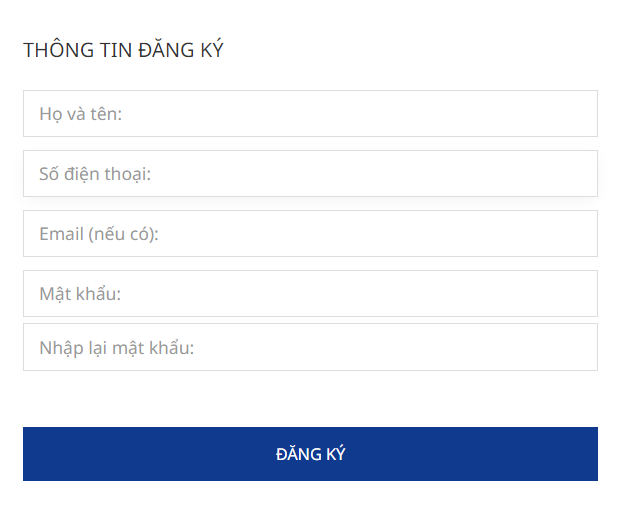 THÔNG TIN ĐĂNG KÝ
Họ và tên:
Số điện thoại:
Email (nếu có):
Mật khẩu:
Nhập lại mật khẩu:
ĐĂNG KÝ